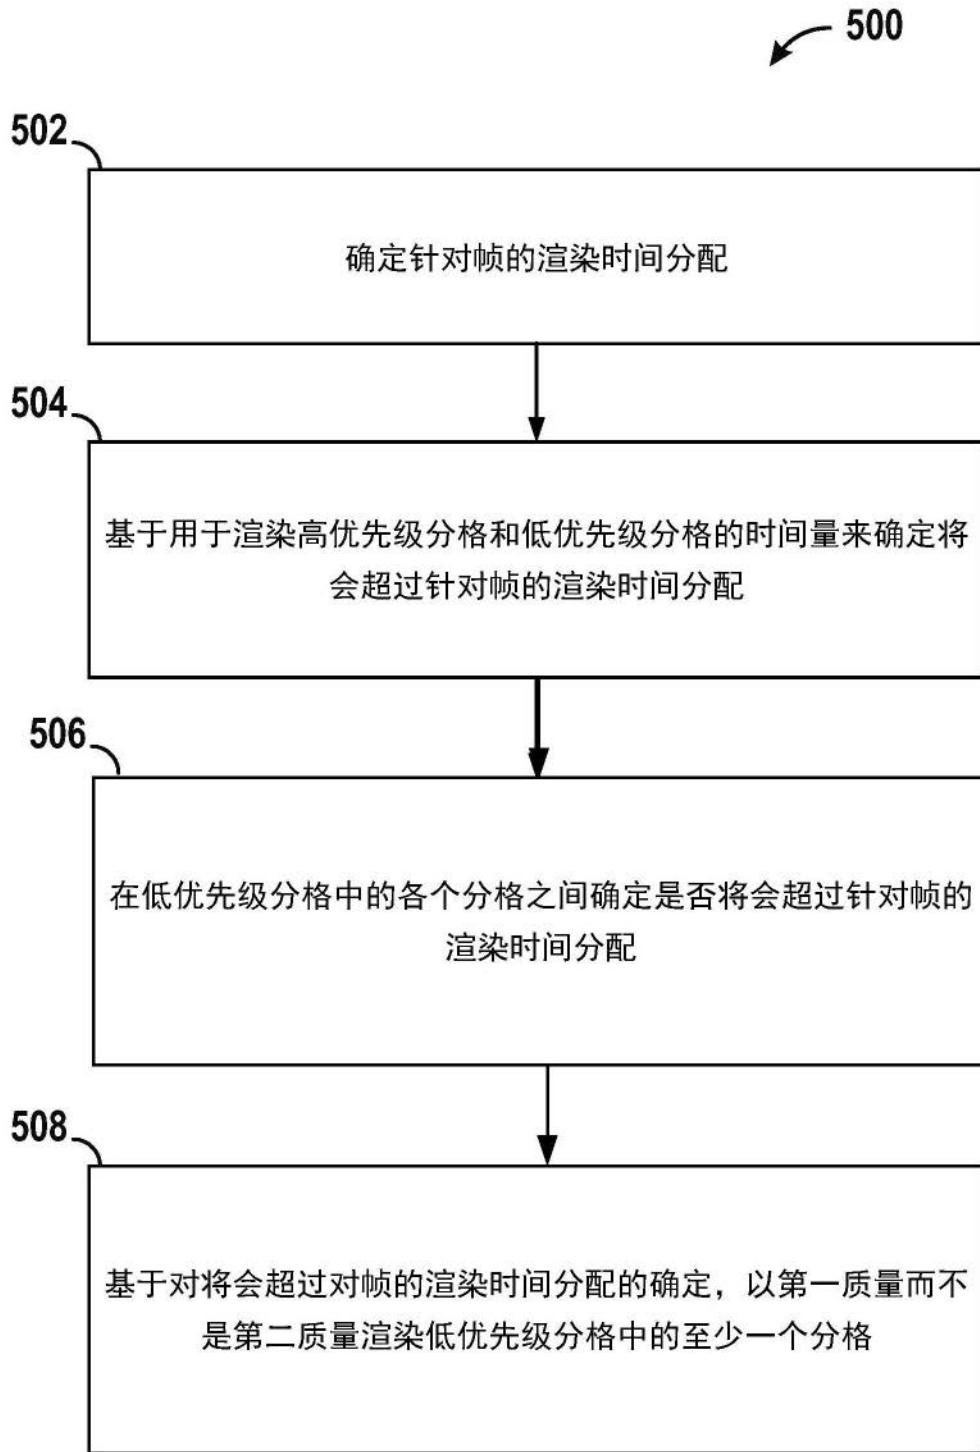 500
502
确定针对帧的渲染时间分配
504
基于用于渲染高优先级分格和低优先级分格的时间量来确定将
会超过针对帧的渲染时间分配
506
在低优先级分格中的各个分格之间确定是否将会超过针对帧的
渲染时间分配
508
基于对将会超过对帧的渲染时间分配的确定，以第一质量而不
是第二质量渲染低优先级分格中的至少一个分格